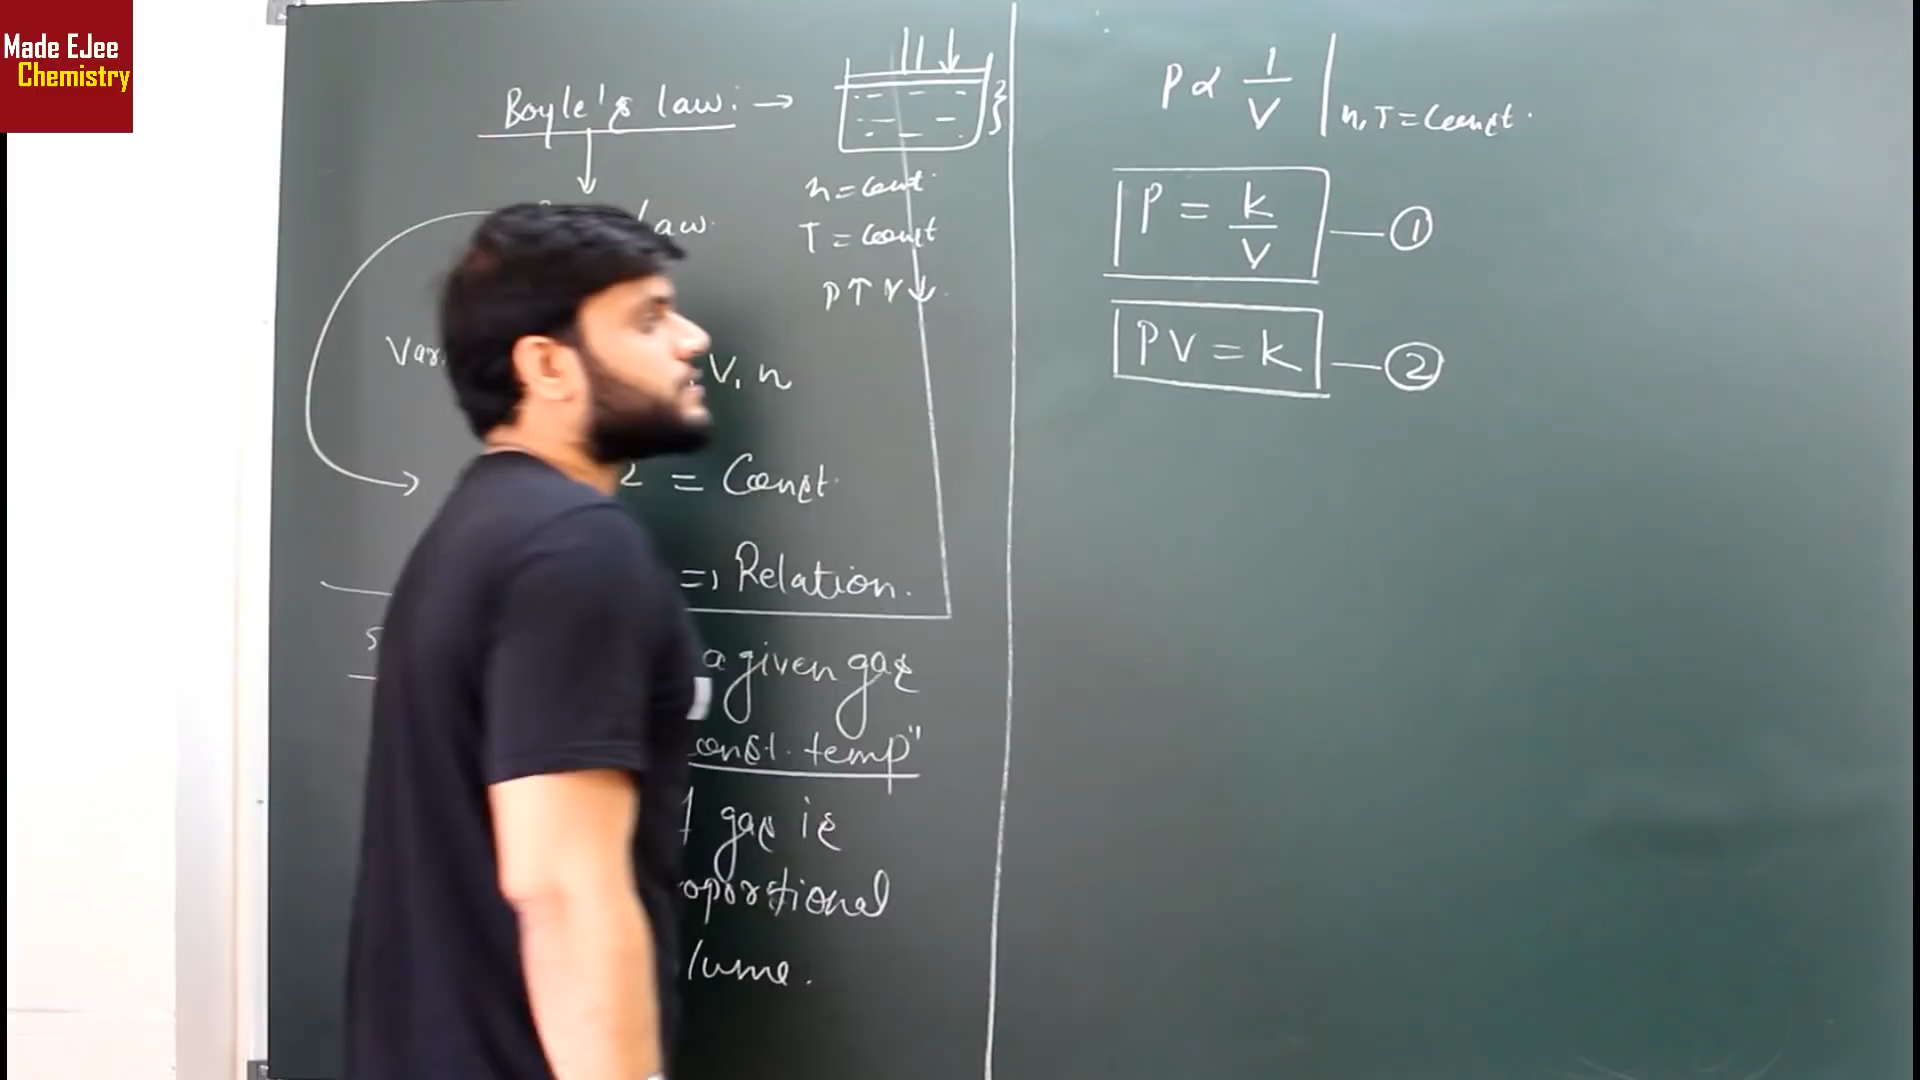 Made EJee
Chemistry
Boyle's law: →
law.
n = const.
T = const
P↑ V↓
Var. V, n
2 = Const.
=> Relation.
a given gas
const. temp"
gas is
lume.
P ∝ 1/V | n, T = Const.
P = k/V — ①
PV = k — ②